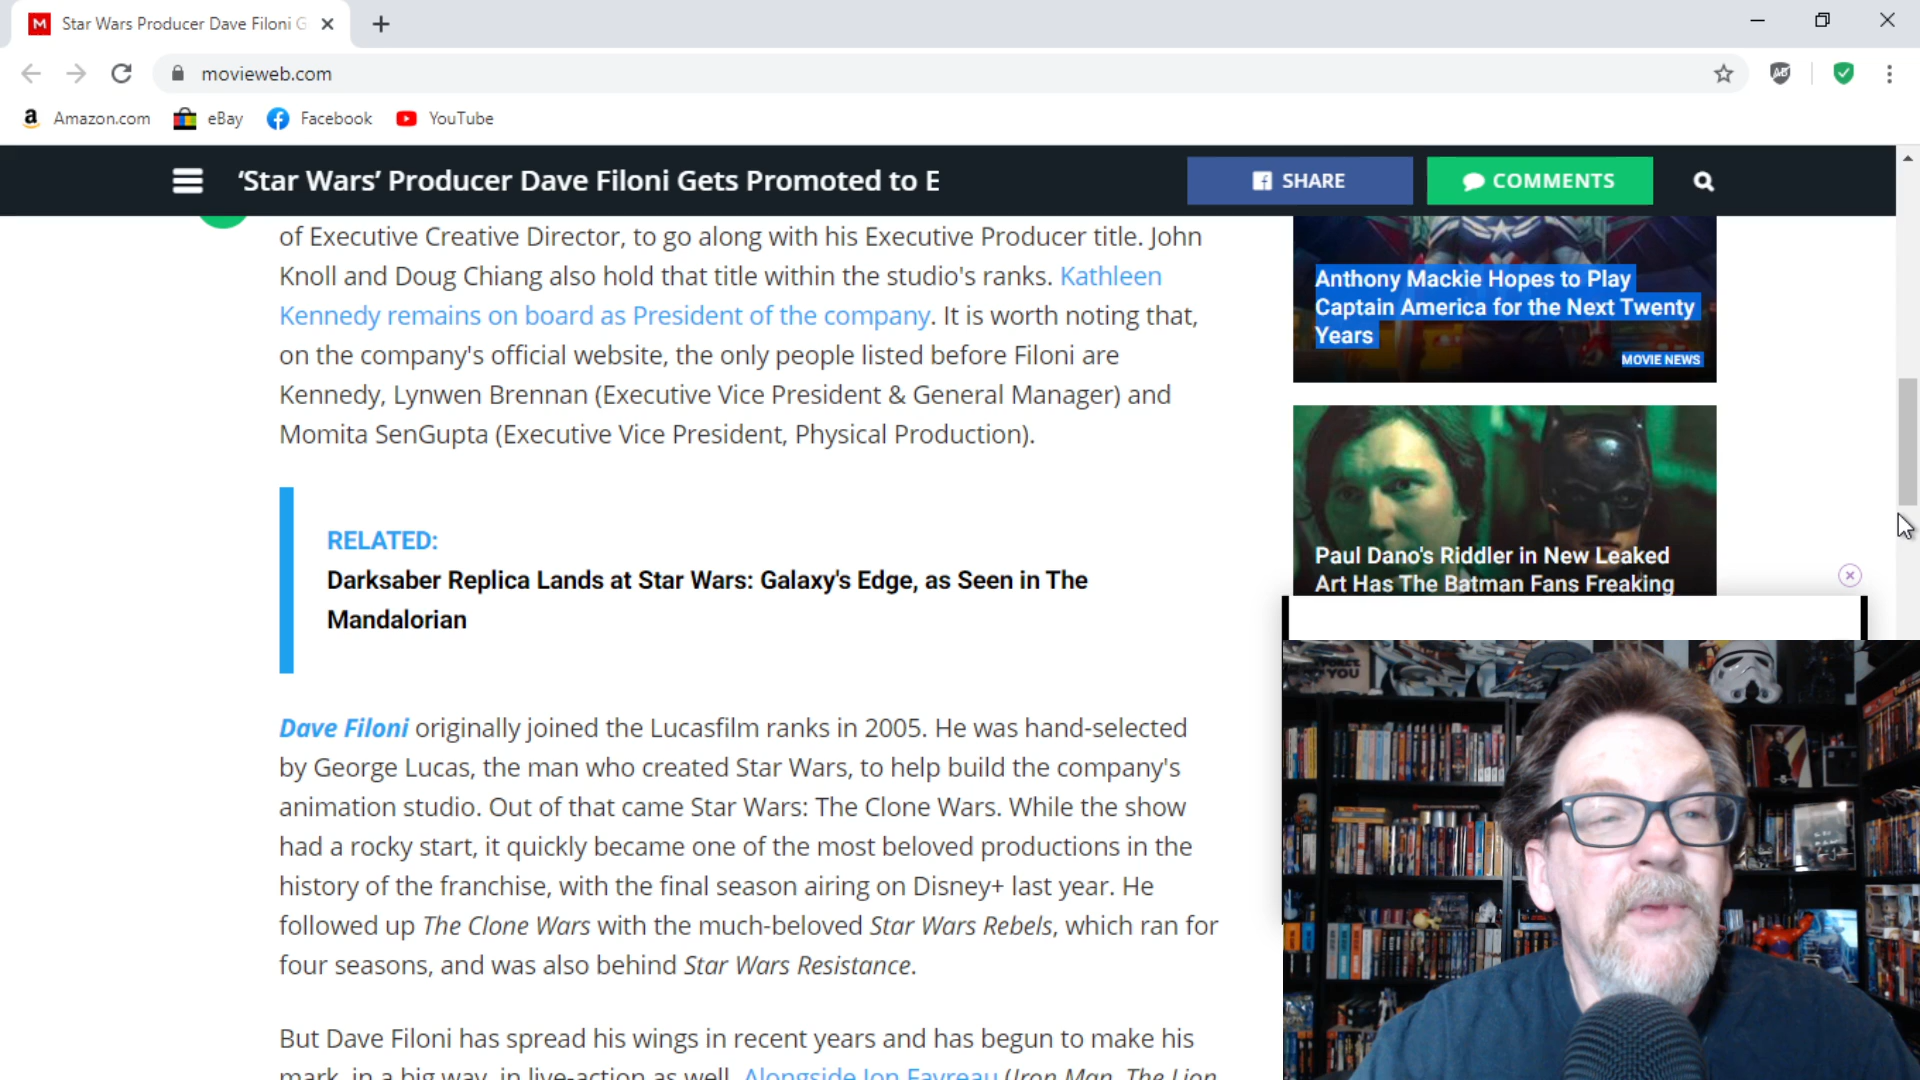 Star Wars Producer Dave Filoni G
movieweb.com
Amazon.com
eBay
Facebook
YouTube
‘Star Wars’ Producer Dave Filoni Gets Promoted to E
SHARE
COMMENTS
of Executive Creative Director, to go along with his Executive Producer title. John
Knoll and Doug Chiang also hold that title within the studio's ranks. Kathleen
Kennedy remains on board as President of the company. It is worth noting that,
on the company's official website, the only people listed before Filoni are
Kennedy, Lynwen Brennan (Executive Vice President & General Manager) and
Momita SenGupta (Executive Vice President, Physical Production).
RELATED:
Darksaber Replica Lands at Star Wars: Galaxy's Edge, as Seen in The
Mandalorian
Dave Filoni originally joined the Lucasfilm ranks in 2005. He was hand-selected
by George Lucas, the man who created Star Wars, to help build the company's
animation studio. Out of that came Star Wars: The Clone Wars. While the show
had a rocky start, it quickly became one of the most beloved productions in the
history of the franchise, with the final season airing on Disney+ last year. He
followed up The Clone Wars with the much-beloved Star Wars Rebels, which ran for
four seasons, and was also behind Star Wars Resistance.
But Dave Filoni has spread his wings in recent years and has begun to make his
mark, in a big way, in live-action as well. Alongside Jon Favreau (Iron Man, The Lion
Anthony Mackie Hopes to Play
Captain America for the Next Twenty
Years
MOVIE NEWS
Paul Dano's Riddler in New Leaked
Art Has The Batman Fans Freaking
YOU